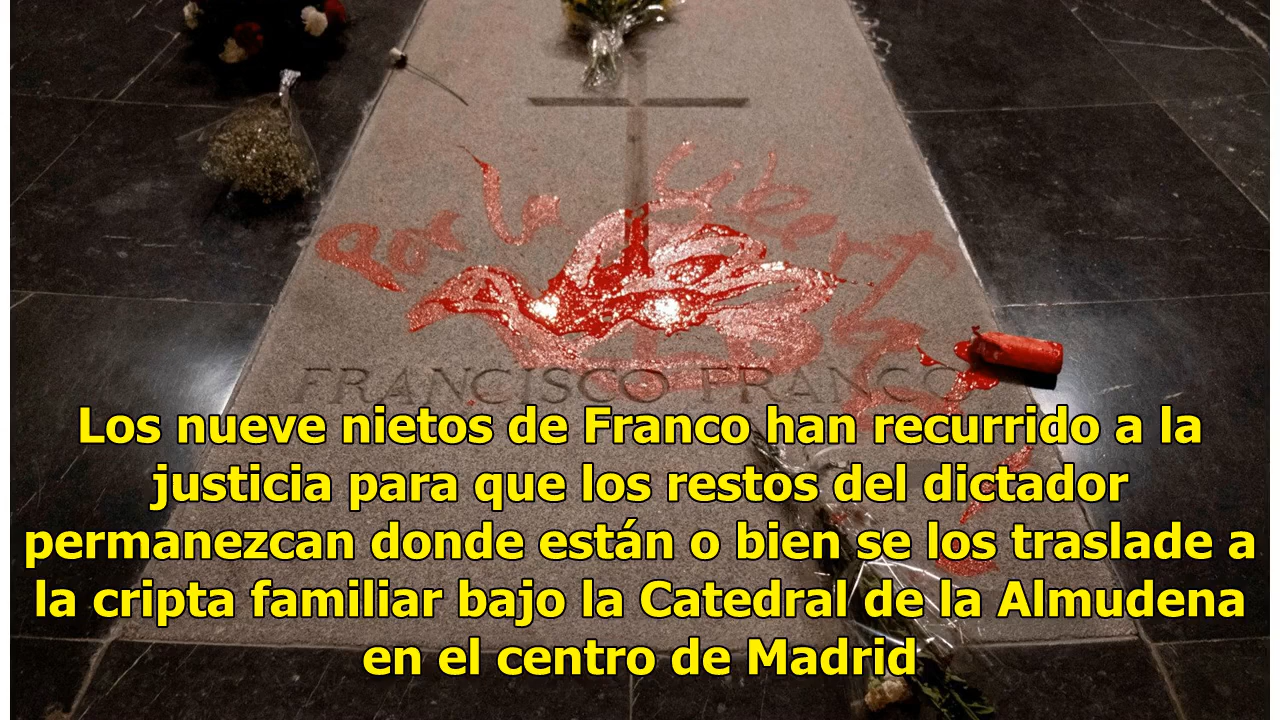 Por la libertad
FRANCISCO FRANCO
Los nueve nietos de Franco han recurrido a la
justicia para que los restos del dictador
permanezcan donde están o bien se los traslade a
la cripta familiar bajo la Catedral de la Almudena
en el centro de Madrid